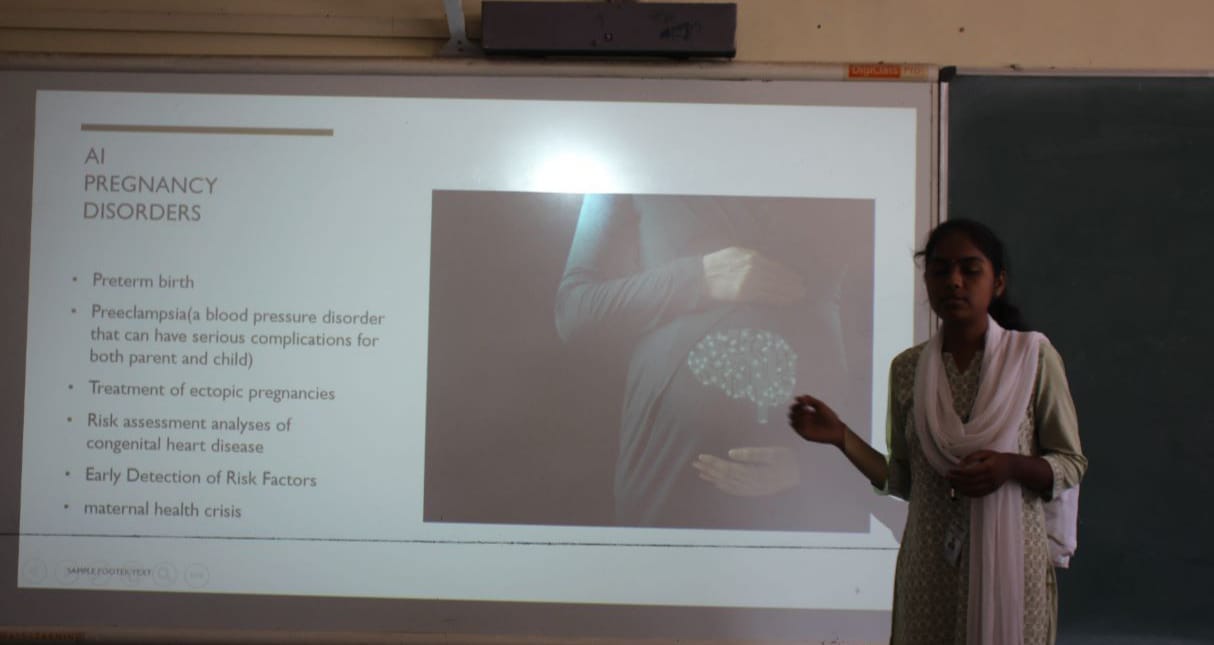 DigiClass PRO
AI
PREGNANCY
DISORDERS
• Preterm birth
• Preeclampsia(a blood pressure disorder
that can have serious complications for
both parent and child)
• Treatment of ectopic pregnancies
• Risk assessment analyses of
congenital heart disease
• Early Detection of Risk Factors
• maternal health crisis
SAMPLE FOOTER TEXT